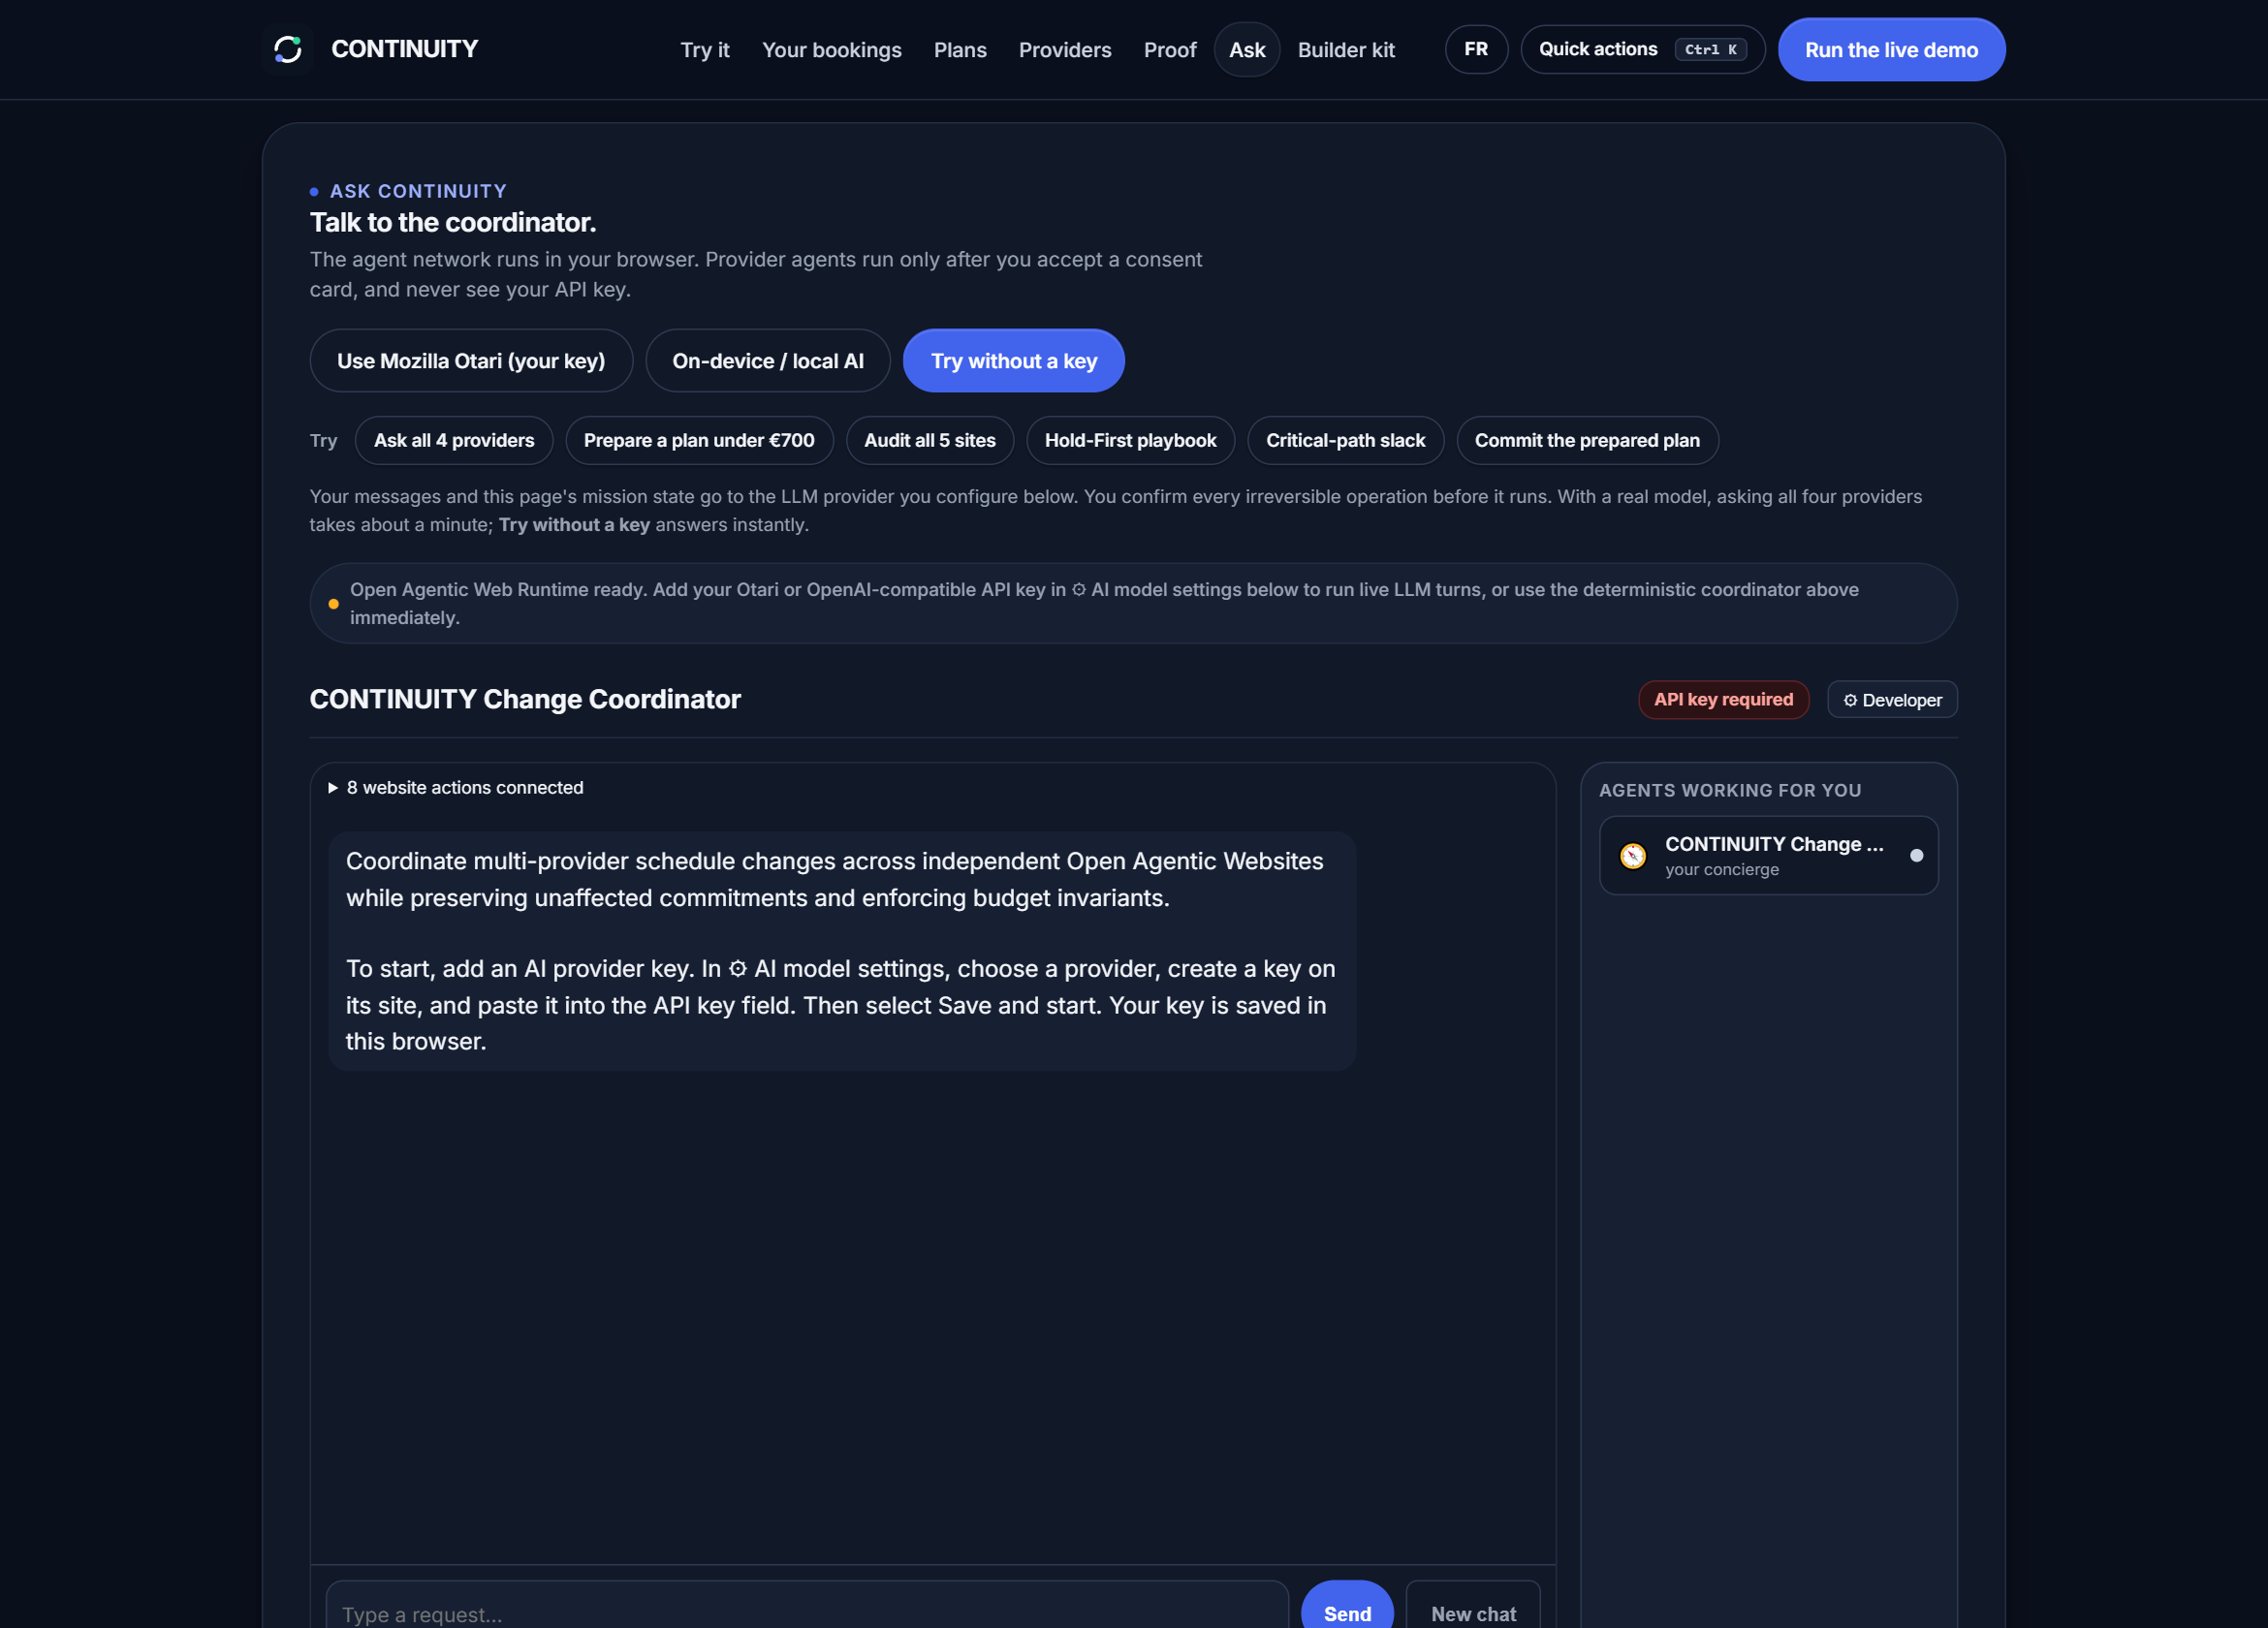 CONTINUITY
Try it
Your bookings
Plans
Providers
Proof
Ask
Builder kit
FR
Quick actions Ctrl K
Run the live demo
ASK CONTINUITY
Talk to the coordinator.
The agent network runs in your browser. Provider agents run only after you accept a consent
card, and never see your API key.
Use Mozilla Otari (your key)
On-device / local AI
Try without a key
Try
Ask all 4 providers
Prepare a plan under €700
Audit all 5 sites
Hold-First playbook
Critical-path slack
Commit the prepared plan
Your messages and this page's mission state go to the LLM provider you configure below. You confirm every irreversible operation before it runs. With a real model, asking all four providers
takes about a minute; Try without a key answers instantly.
Open Agentic Web Runtime ready. Add your Otari or OpenAI-compatible API key in ⚙ AI model settings below to run live LLM turns, or use the deterministic coordinator above
immediately.
CONTINUITY Change Coordinator
API key required
⚙ Developer
▶ 8 website actions connected
Coordinate multi-provider schedule changes across independent Open Agentic Websites
while preserving unaffected commitments and enforcing budget invariants.
To start, add an AI provider key. In ⚙ AI model settings, choose a provider, create a key on
its site, and paste it into the API key field. Then select Save and start. Your key is saved in
this browser.
AGENTS WORKING FOR YOU
CONTINUITY Change ...
your concierge
Type a request...
Send
New chat